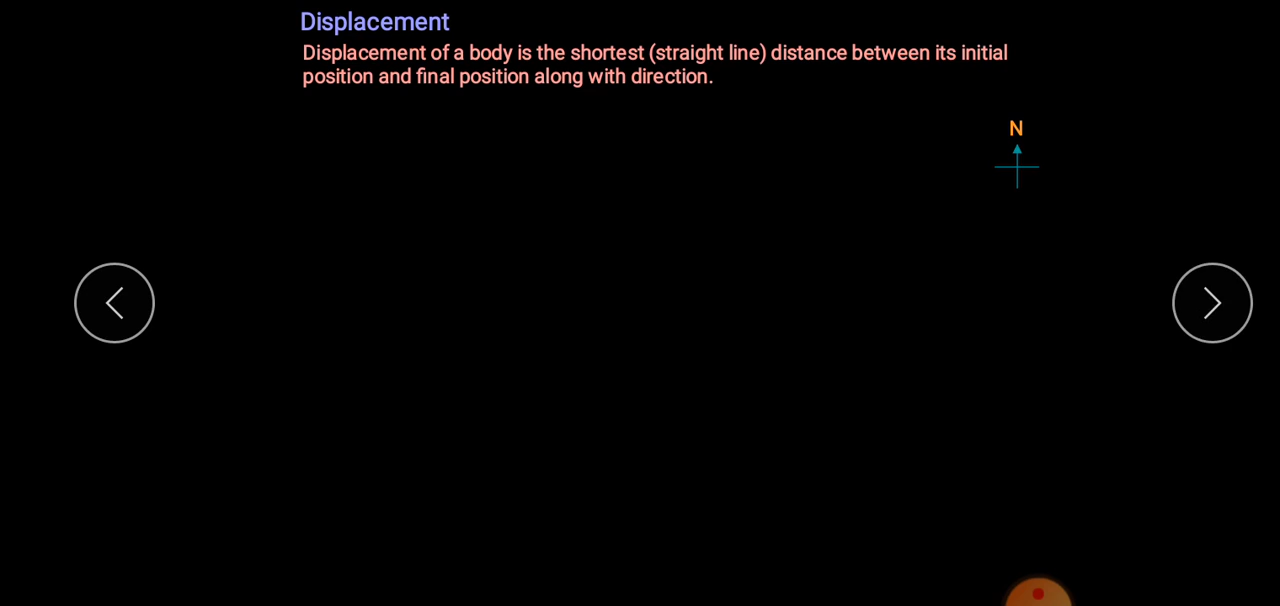 Displacement
Displacement of a body is the shortest (straight line) distance between its initial
position and final position along with direction.
N